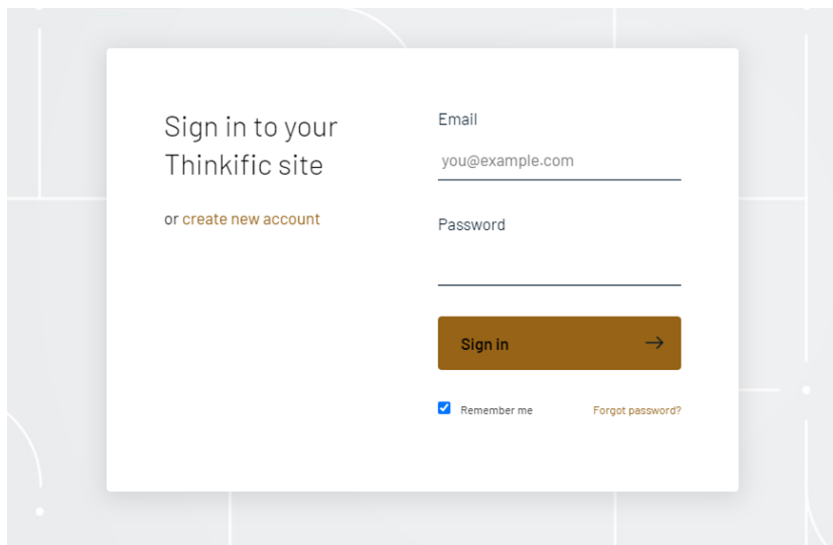 Sign in to your
Thinkific site
or create new account
Email
you@example.com
Password
Sign in
Remember me
Forgot password?